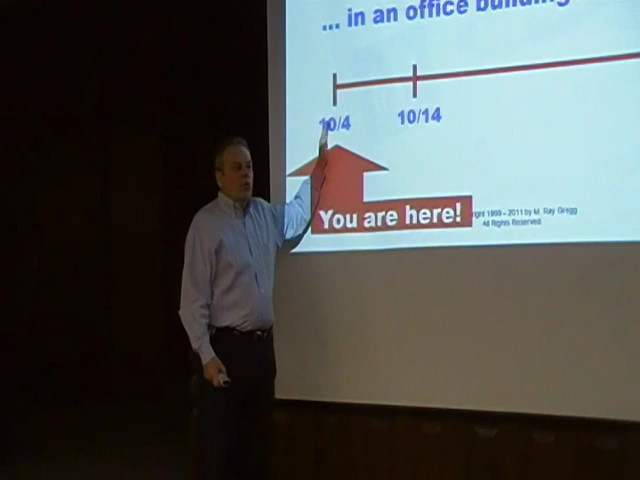 ... in an office building
10/4
10/14
You are here!
right 1999 – 2011 by M. Ray Gregg
All Rights Reserved.